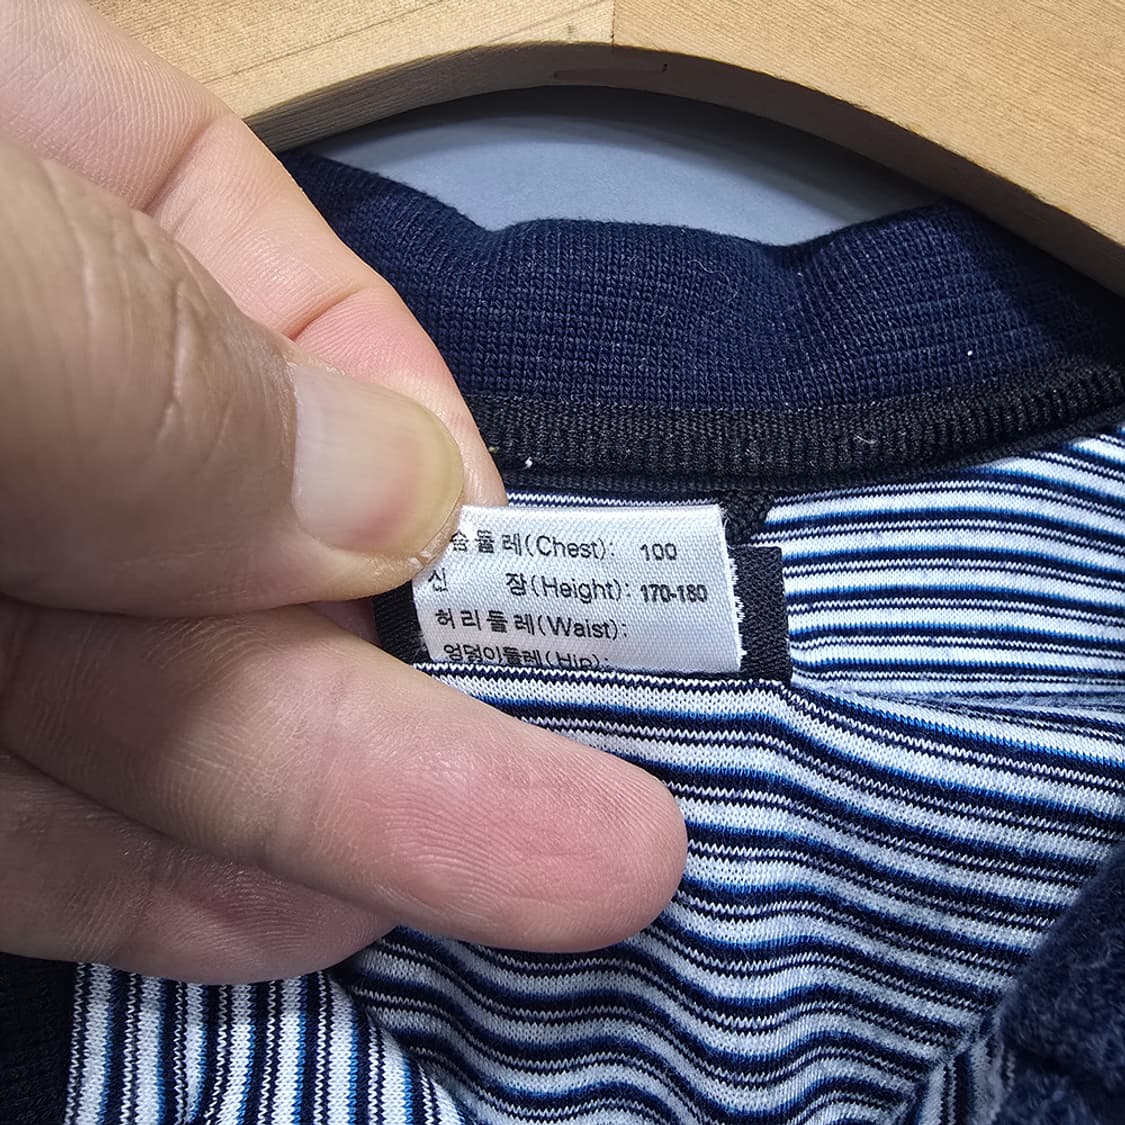 슴둘레(Chest): 100
신 장(Height): 170-180
허리둘레(Waist):
엉덩이둘레(Hip):